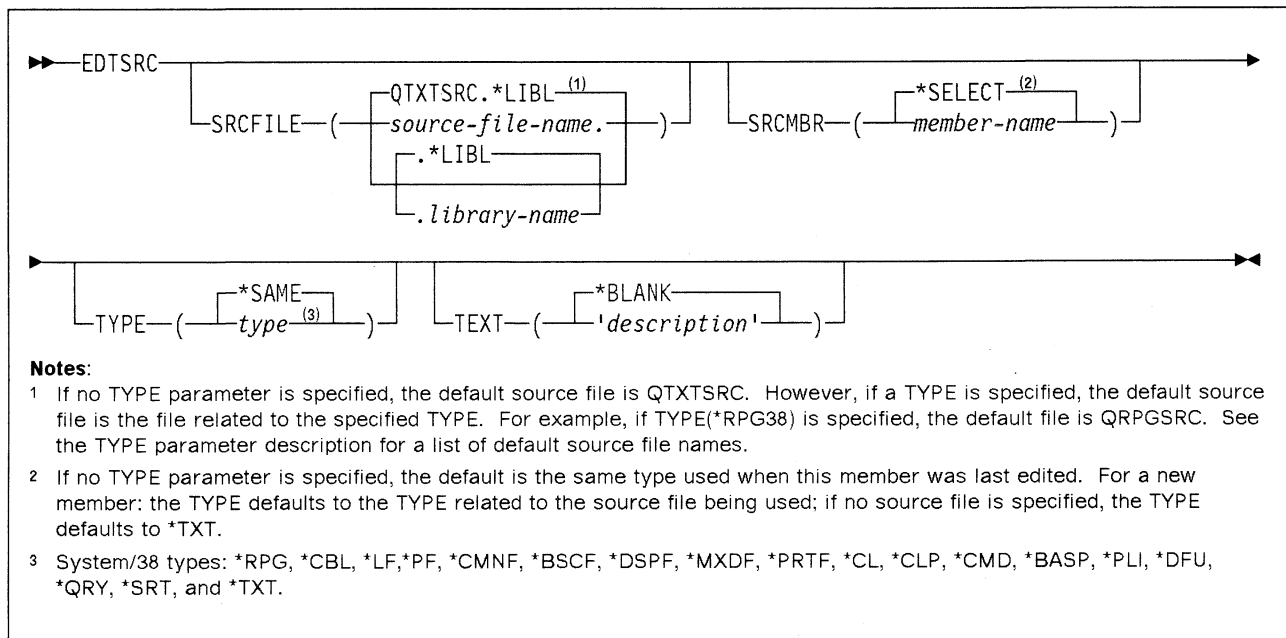 EDTSRC
QTXTSRC.*LIBL (1)
SRCFILE ( source-file-name. )
.*LIBL
.library-name
*SELECT (2)
SRCMBR ( member-name )
*SAME
TYPE ( type (3) )
*BLANK
TEXT ( 'description' )
Notes:
1 If no TYPE parameter is specified, the default source file is QTXTSRC. However, if a TYPE is specified, the default source
file is the file related to the specified TYPE. For example, if TYPE(*RPG38) is specified, the default file is QRPGSRC. See
the TYPE parameter description for a list of default source file names.
2 If no TYPE parameter is specified, the default is the same type used when this member was last edited. For a new
member: the TYPE defaults to the TYPE related to the source file being used; if no source file is specified, the TYPE
defaults to *TXT.
3 System/38 types: *RPG, *CBL, *LF,*PF, *CMNF, *BSCF, *DSPF, *MXDF, *PRTF, *CL, *CLP, *CMD, *BASP, *PLI, *DFU,
*QRY, *SRT, and *TXT.